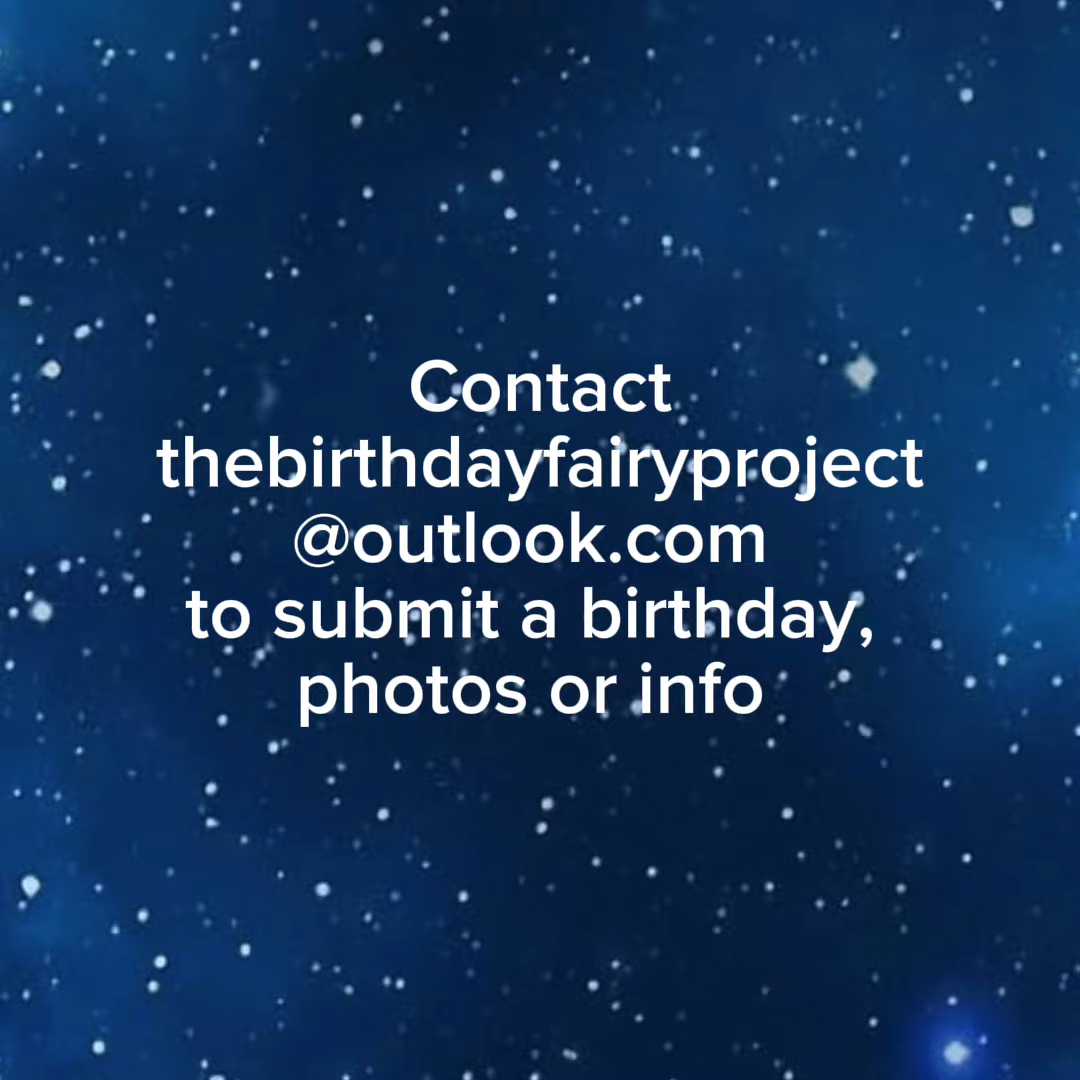 Contact
thebirthdayfairyproject
@outlook.com
to submit a birthday,
photos or info